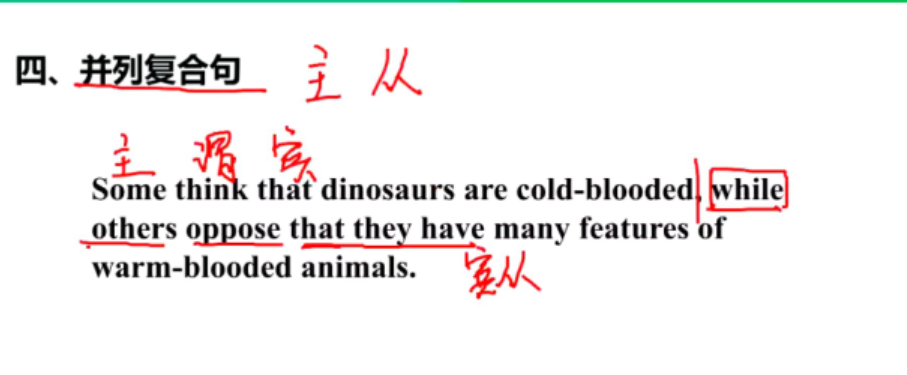 四、并列复合句 主 从
主 谓 宾
Some think that dinosaurs are cold-blooded, while
others oppose that they have many features of
warm-blooded animals. 宾从